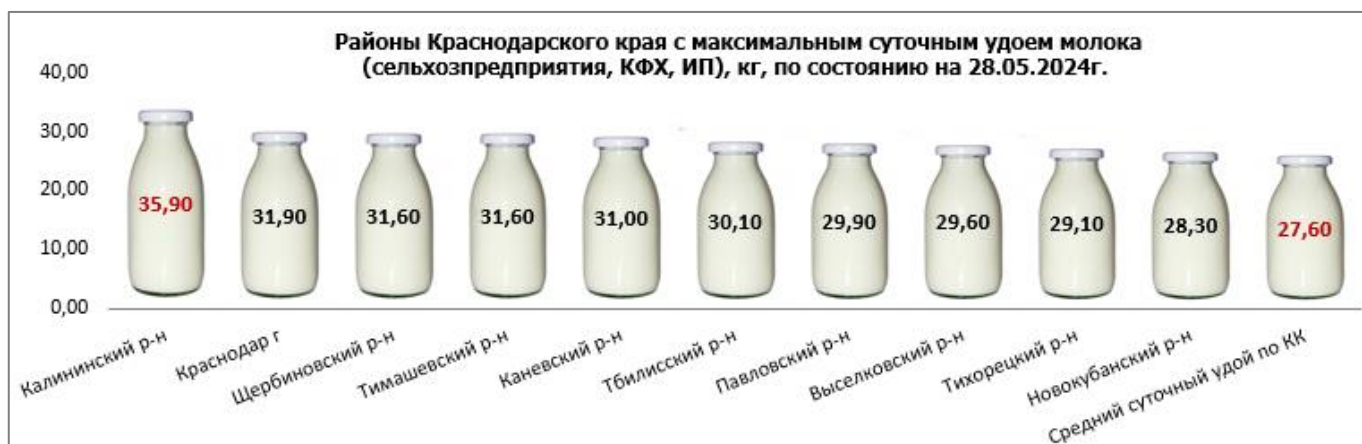 Районы Краснодарского края с максимальным суточным удоем молока
(сельхозпредприятия, КФХ, ИП), кг, по состоянию на 28.05.2024г.
40,00
30,00
20,00
10,00
0,00
35,90
31,90
31,60
31,60
31,00
30,10
29,90
29,60
29,10
28,30
27,60
Калининский р-н
Краснодар г
Щербиновский р-н
Тимашевский р-н
Каневский р-н
Тбилисский р-н
Павловский р-н
Выселковский р-н
Тихорецкий р-н
Новокубанский р-н
Средний суточный удой по КК